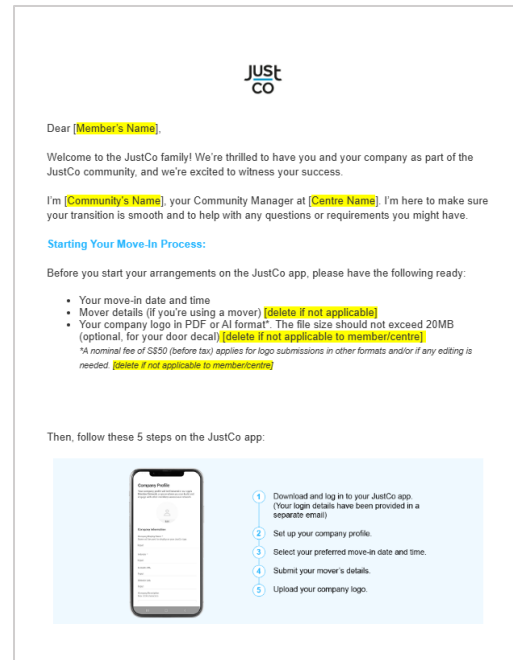 JUST
CO
Dear [Member's Name],
Welcome to the JustCo family! We're thrilled to have you and your company as part of the
JustCo community, and we're excited to witness your success.
I'm [Community's Name], your Community Manager at [Centre Name]. I'm here to make sure
your transition is smooth and to help with any questions or requirements you might have.
Starting Your Move-In Process:
Before you start your arrangements on the JustCo app, please have the following ready:
• Your move-in date and time
• Mover details (if you're using a mover) [delete if not applicable]
• Your company logo in PDF or AI format*. The file size should not exceed 20MB
(optional, for your door decal) [delete if not applicable to member/centre]
*A nominal fee of S$50 (before tax) applies for logo submissions in other formats and/or if any editing is
needed. [delete if not applicable to member/centre]
Then, follow these 5 steps on the JustCo app:
Company Profile
Company Information
1 Download and log in to your JustCo app.
(Your login details have been provided in a
separate email)
2 Set up your company profile.
3 Select your preferred move-in date and time.
4 Submit your mover's details.
5 Upload your company logo.